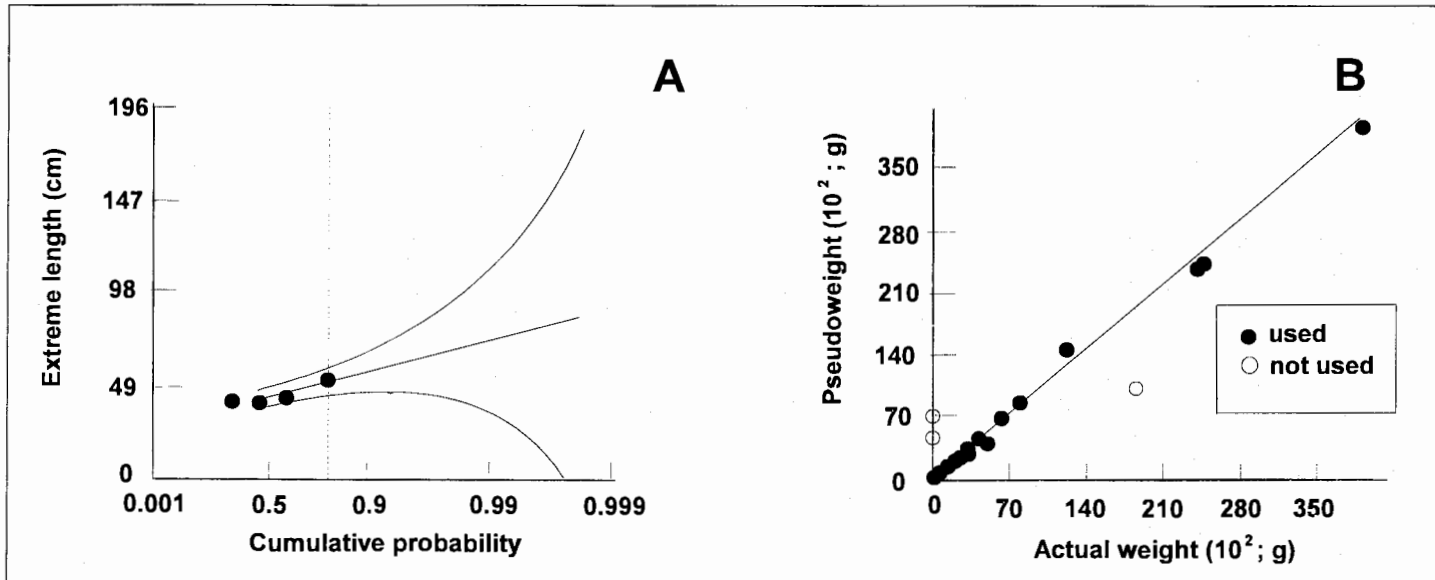 A
196
147
98
49
0
Extreme length (cm)
0.001 0.5 0.9 0.99 0.999
Cumulative probability
B
350
280
210
140
70
0
Pseudoweight (10²; g)
0 70 140 210 280 350
Actual weight (10²; g)
used
not used